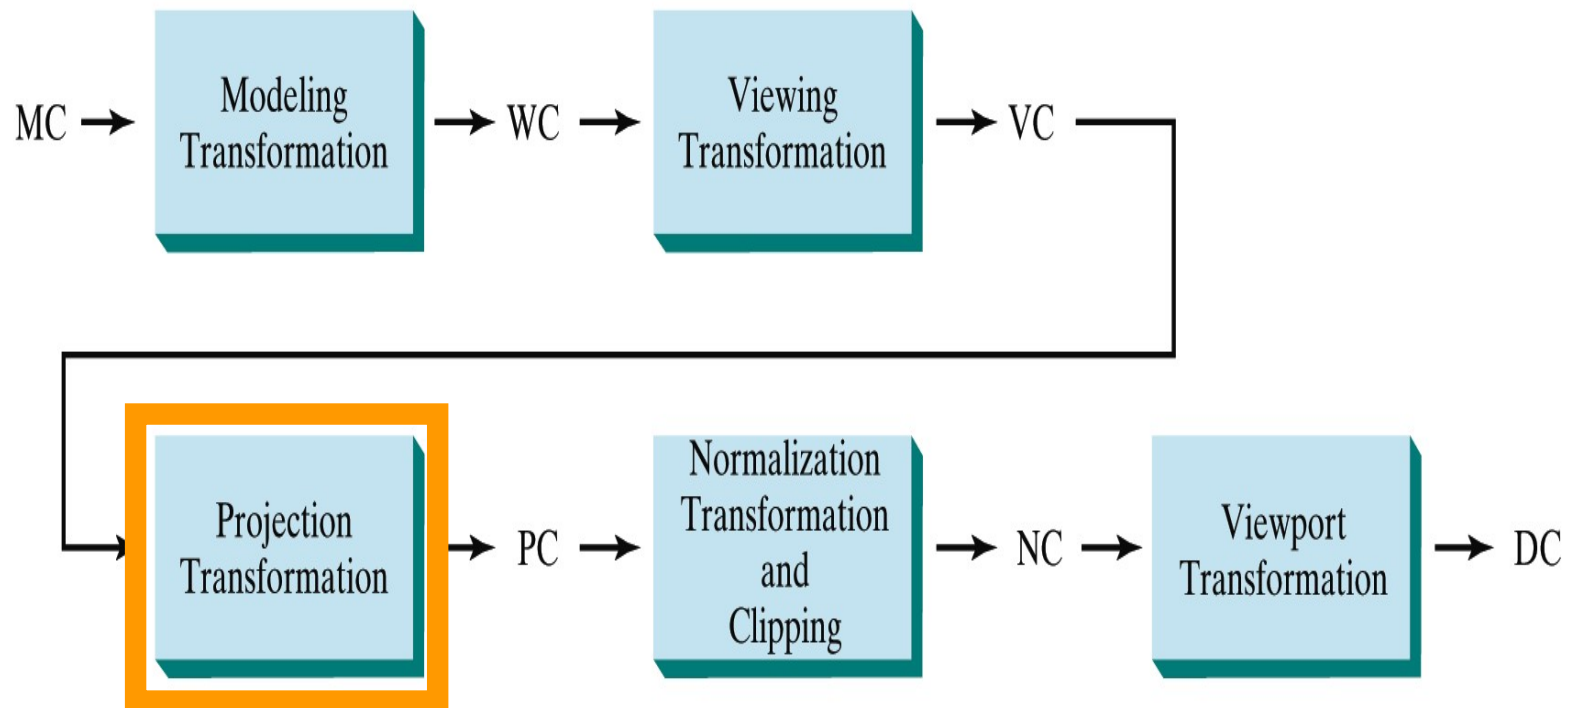 MC
Modeling
Transformation
WC
Viewing
Transformation
VC
Projection
Transformation
PC
Normalization
Transformation
and
Clipping
NC
Viewport
Transformation
DC